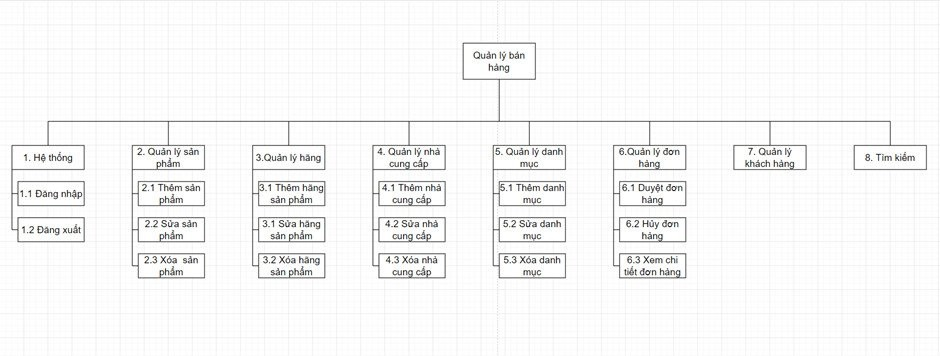 Quản lý bán
hàng
1. Hệ thống
1.1 Đăng nhập
1.2 Đăng xuất
2. Quản lý sản
phẩm
2.1 Thêm sản
phẩm
2.2 Sửa sản
phẩm
2.3 Xóa sản
phẩm
3.Quản lý hãng
3.1 Thêm hãng
sản phẩm
3.1 Sửa hãng
sản phẩm
3.2 Xóa hãng
sản phẩm
4. Quản lý nhà
cung cấp
4.1 Thêm nhà
cung cấp
4.2 Sửa nhà
cung cấp
4.3 Xóa nhà
cung cấp
5. Quản lý danh
mục
5.1 Thêm danh
mục
5.2 Sửa danh
mục
5.3 Xóa danh
mục
6.Quản lý đơn
hàng
6.1 Duyệt đơn
hàng
6.2 Hủy đơn
hàng
6.3 Xem chi
tiết đơn hàng
7. Quản lý
khách hàng
8. Tìm kiếm